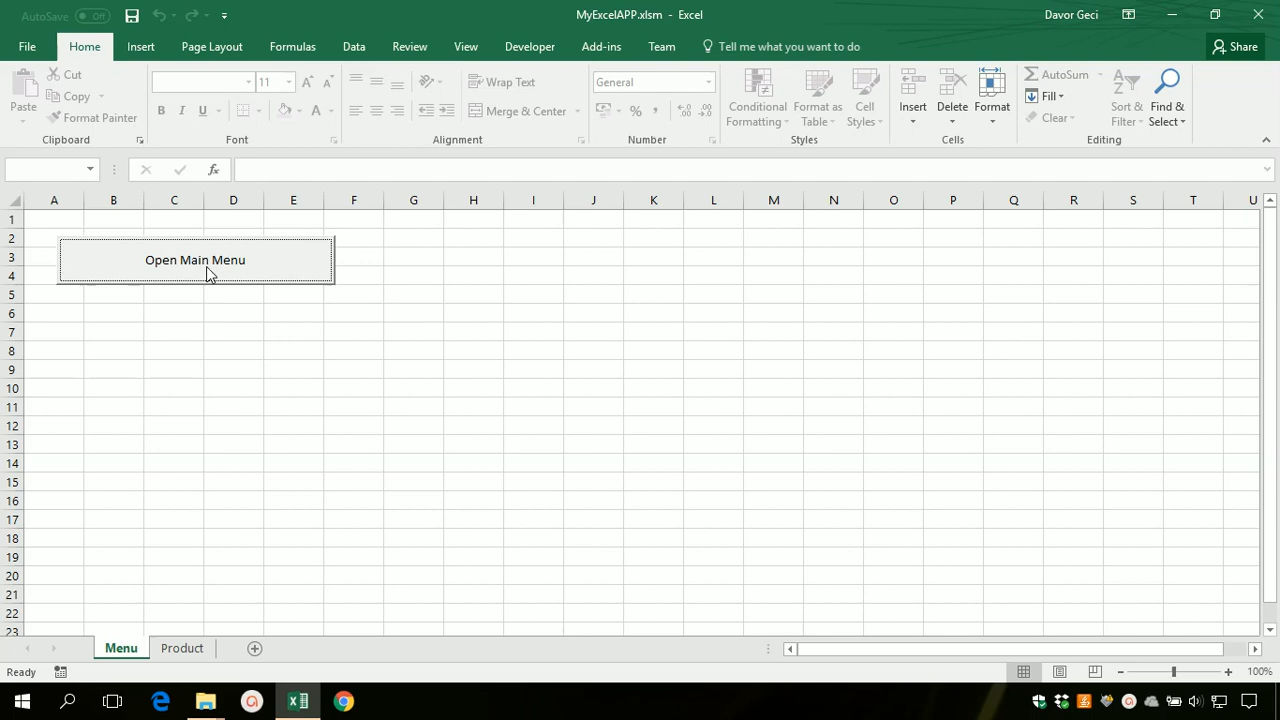 AutoSave Off MyExcelAPP.xlsm - Excel Davor Geci
File Home Insert Page Layout Formulas Data Review View Developer Add-ins Team Tell me what you want to do Share
Paste
Cut
Copy
Format Painter
Clipboard
11
B I U A
Font
Wrap Text
Merge & Center
Alignment
General
%
Number
Conditional Formatting
Format as Table
Cell Styles
Styles
Insert Delete Format
Cells
AutoSum
Fill
Clear
Sort & Filter
Find & Select
Editing
fx
A B C D E F G H I J K L M N O P Q R S T U
1
2
3
4
5
6
7
8
9
10
11
12
13
14
15
16
17
18
19
20
21
22
23
Open Main Menu
Menu Product
Ready 100%